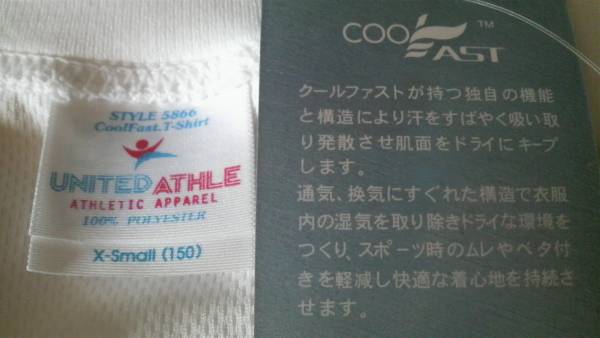 STYLE 5866
CoolFast.T-Shirt
UNITED ATHLE
ATHLETIC APPAREL
100% POLYESTER
X-Small (150)
COOLFAST™
クールファストが持つ独自の機能
と構造により汗をすばやく吸い取
り発散させ肌面をドライにキープ
します。
通気、換気にすぐれた構造で衣服
内の湿気を取り除きドライな環境を
つくり、スポーツ時のムレやベタ付
きを軽減し快適な着心地を持続さ
せます。